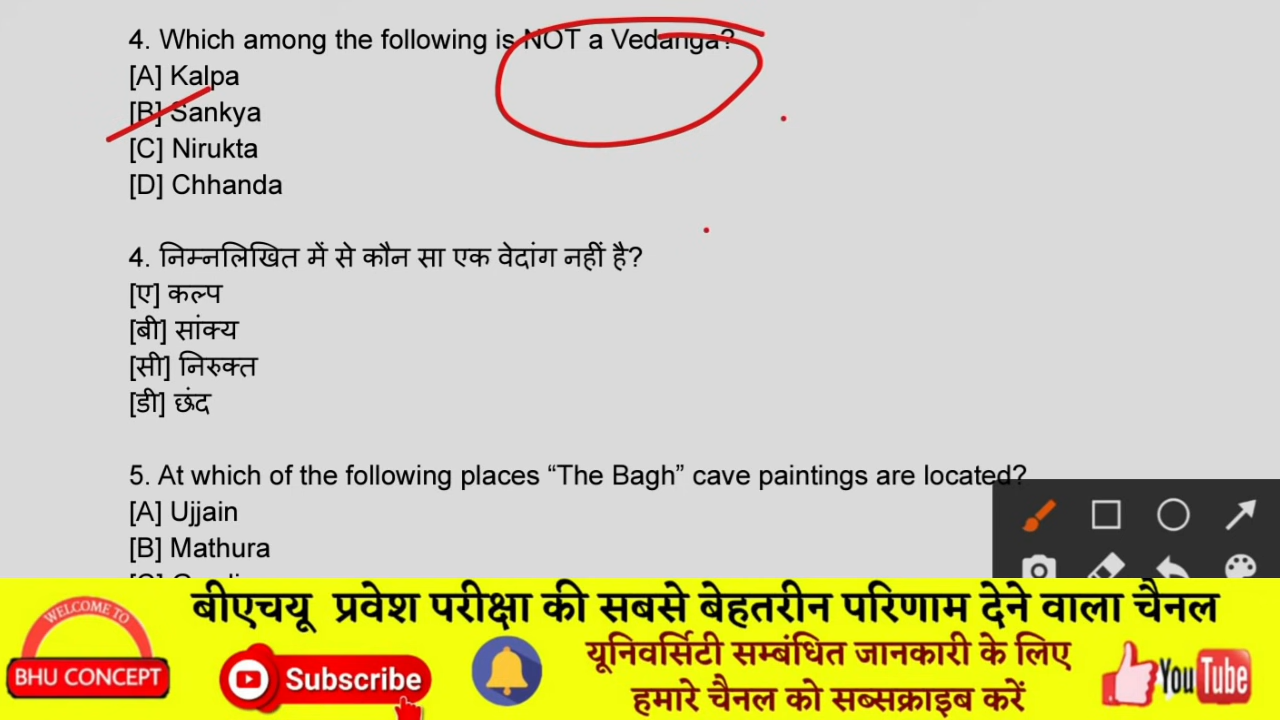 4. Which among the following is NOT a Vedanga?
[A] Kalpa
[B] Sankya
[C] Nirukta
[D] Chhanda
4. निम्नलिखित में से कौन सा एक वेदांग नहीं है?
[ए] कल्प
[बी] सांक्य
[सी] निरुक्त
[डी] छंद
5. At which of the following places “The Bagh” cave paintings are located?
[A] Ujjain
[B] Mathura
बीएचयू प्रवेश परीक्षा की सबसे बेहतरीन परिणाम देने वाला चैनल
WELCOME TO
BHU CONCEPT
Subscribe
यूनिवर्सिटी सम्बंधित जानकारी के लिए
हमारे चैनल को सब्सक्राइब करें
YouTube